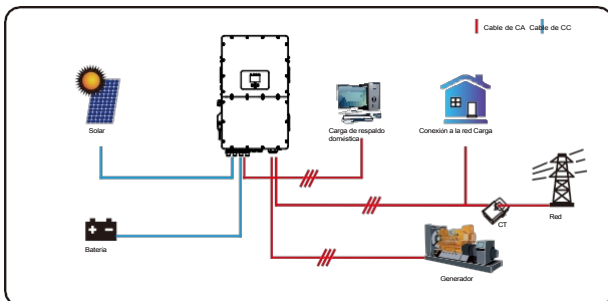 Cable de CA Cable de CC
Solar
Carga de respaldo
doméstica
Conexión a la red Carga
CT
Red
Batería
Generador